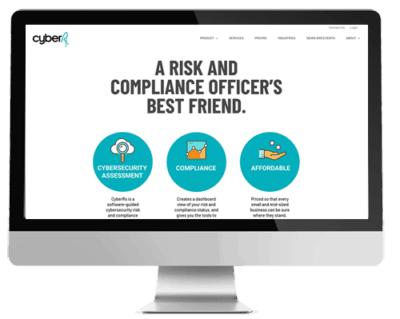 Contact Us Login
cyberfi
PRODUCT SERVICES PRICING INDUSTRIES NEWS AND EVENTS ABOUT
A RISK AND
COMPLIANCE OFFICER'S
BEST FRIEND.
CYBERSECURITY
ASSESSMENT
COMPLIANCE
AFFORDABLE
Cyberfix is a
software-guided
cybersecurity risk
and compliance
Creates a dashboard
view of your risk and
compliance status, and
gives you the tools to
Priced so that every
small and mid-sized
business can be sure
where they stand.